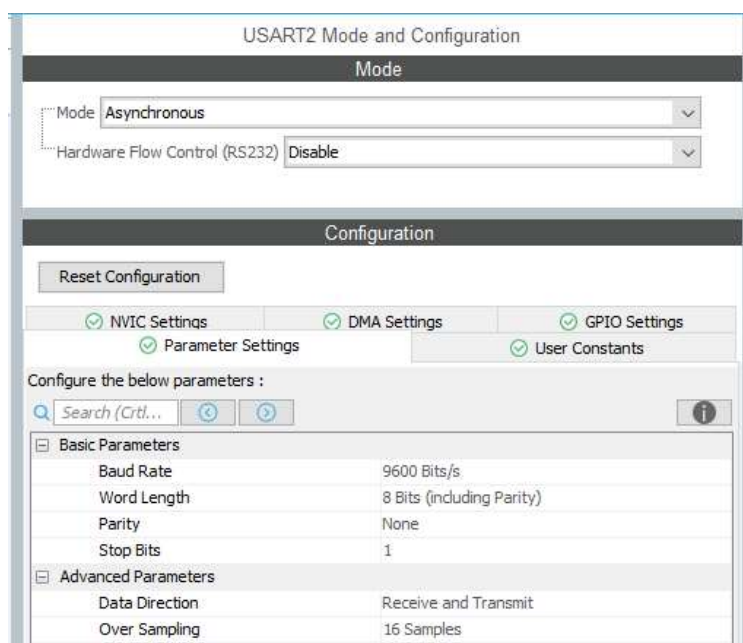 USART2 Mode and Configuration
Mode
Mode Asynchronous
Hardware Flow Control (RS232) Disable
Configuration
Reset Configuration
NVIC Settings DMA Settings GPIO Settings
Parameter Settings User Constants
Configure the below parameters :
Search (Crtl...
Basic Parameters
Baud Rate 9600 Bits/s
Word Length 8 Bits (including Parity)
Parity None
Stop Bits 1
Advanced Parameters
Data Direction Receive and Transmit
Over Sampling 16 Samples